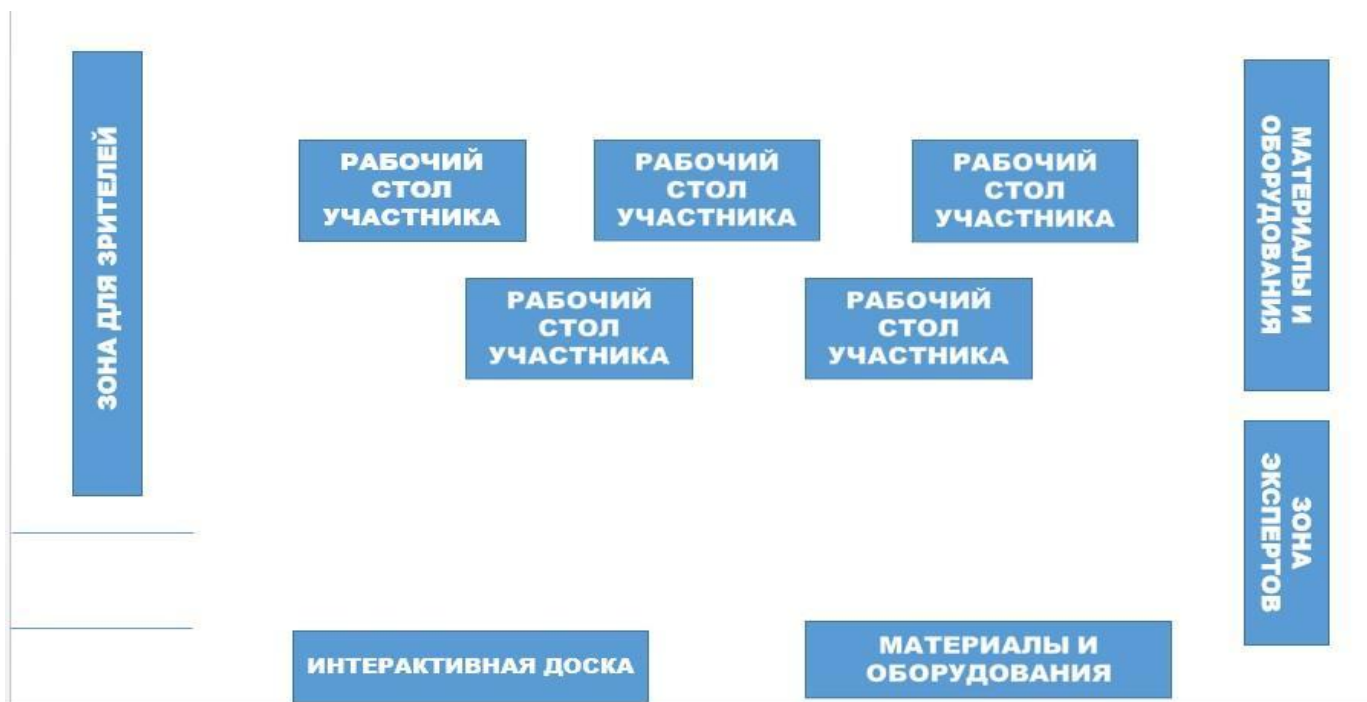 ЗОНА ДЛЯ ЗРИТЕЛЕЙ
РАБОЧИЙ
СТОЛ
УЧАСТНИКА
РАБОЧИЙ
СТОЛ
УЧАСТНИКА
РАБОЧИЙ
СТОЛ
УЧАСТНИКА
МАТЕРИАЛЫ И
ОБОРУДОВАНИЯ
РАБОЧИЙ
СТОЛ
УЧАСТНИКА
РАБОЧИЙ
СТОЛ
УЧАСТНИКА
ЗОНА
ЭКСПЕРТОВ
ИНТЕРАКТИВНАЯ ДОСКА
МАТЕРИАЛЫ И
ОБОРУДОВАНИЯ